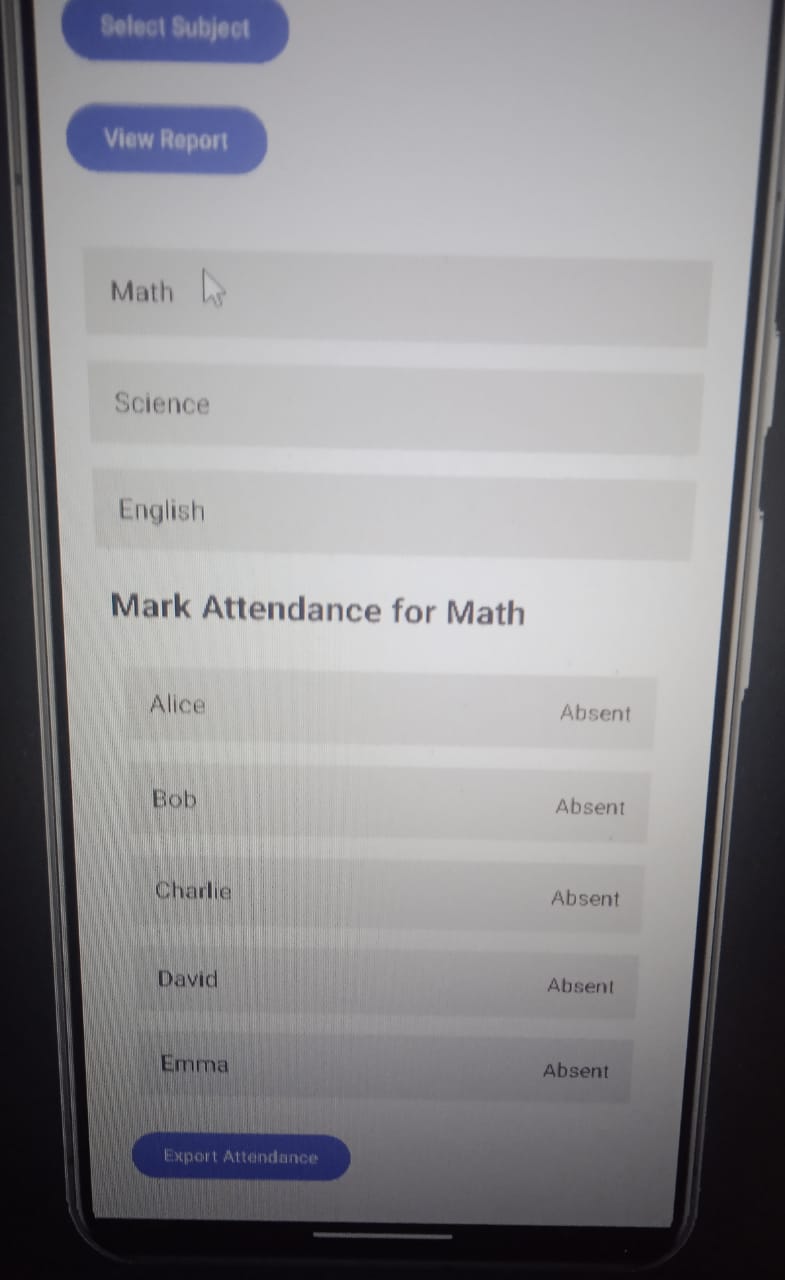 Select Subject
View Report
Math
Science
English
Mark Attendance for Math
Alice Absent
Bob Absent
Charlie Absent
David Absent
Emma Absent
Export Attendance